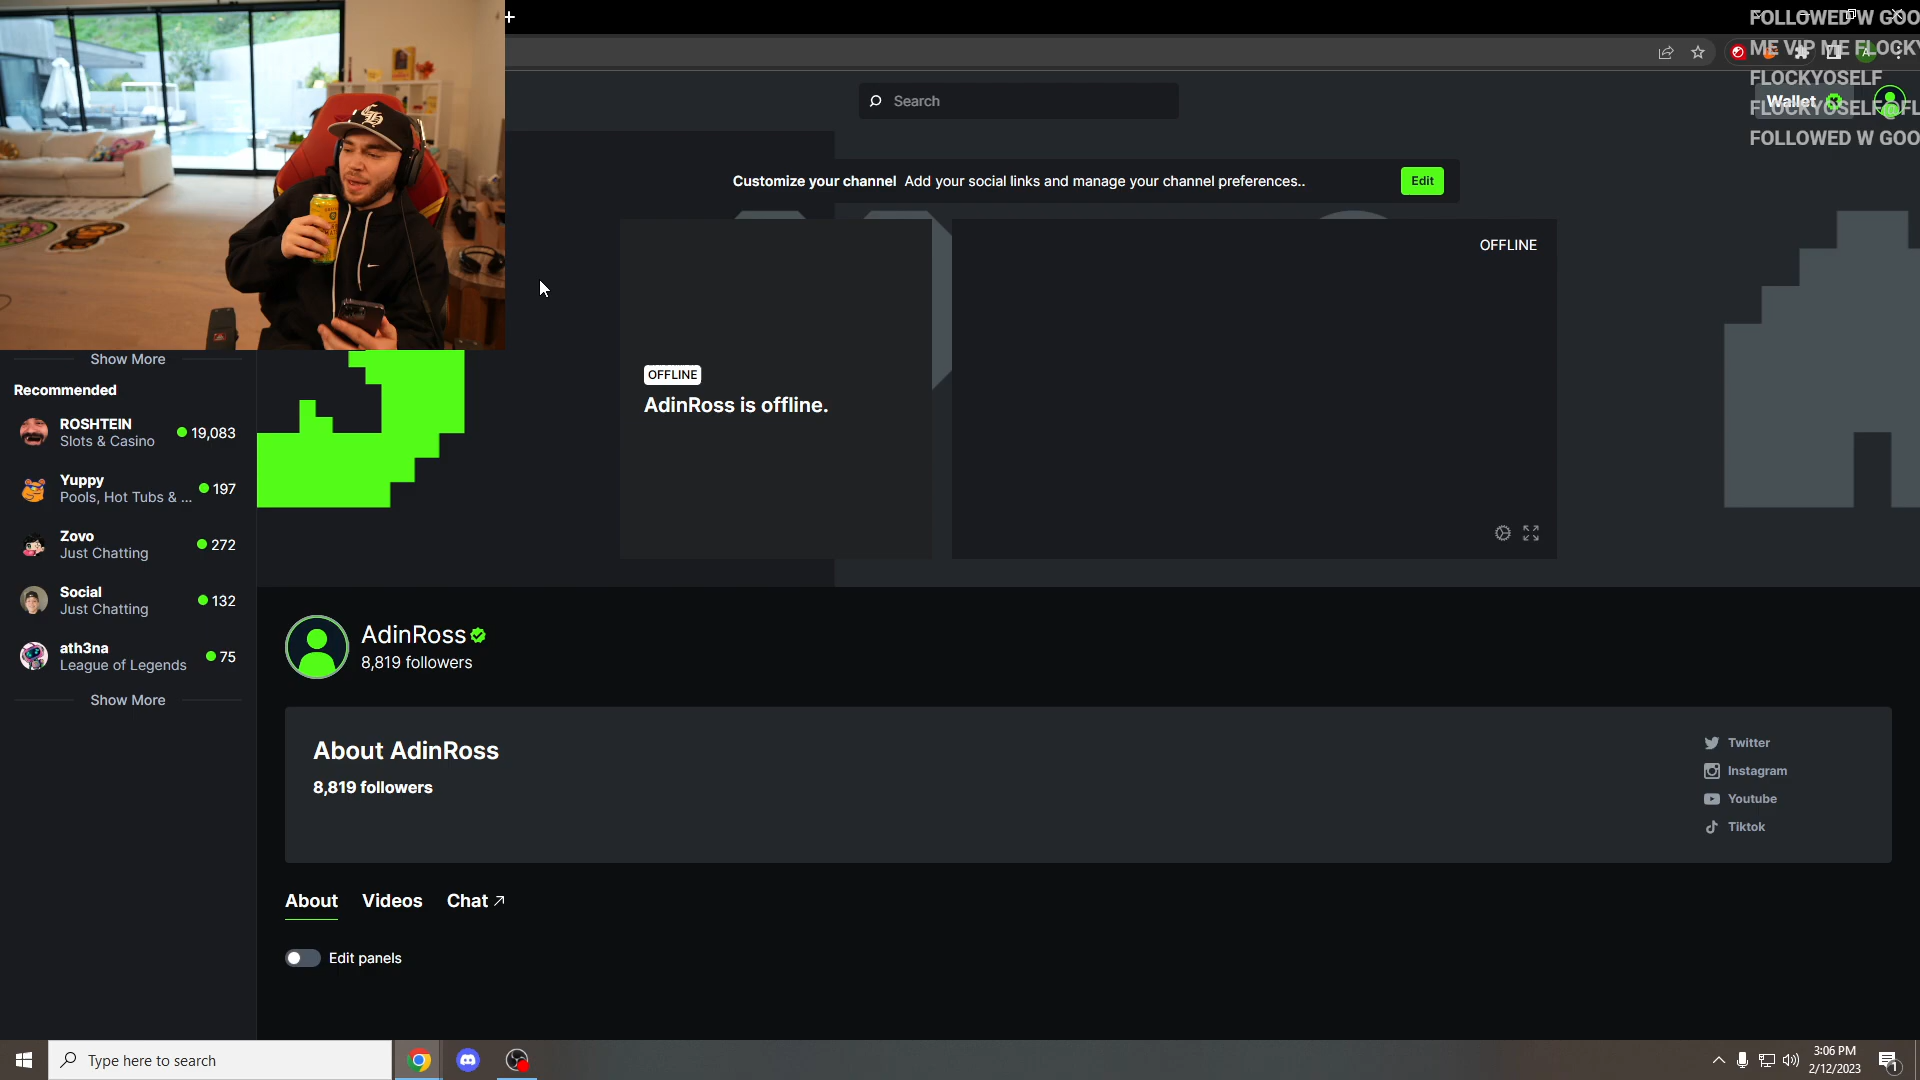 FOLLOWED W GOO
ME VIP ME FLOCKY
FLOCKYOSELF
FOLLOWED W GOO
Search
Wallet
Customize your channel Add your social links and manage your channel preferences..
Edit
OFFLINE
OFFLINE
AdinRoss is offline.
Show More
Recommended
ROSHTEIN
Slots & Casino
19,083
Yuppy
Pools, Hot Tubs & ...
197
Zovo
Just Chatting
272
Social
Just Chatting
132
ath3na
League of Legends
75
Show More
AdinRoss
8,819 followers
About AdinRoss
8,819 followers
Twitter
Instagram
Youtube
Tiktok
About Videos Chat
Edit panels
Type here to search
3:06 PM
2/12/2023
1